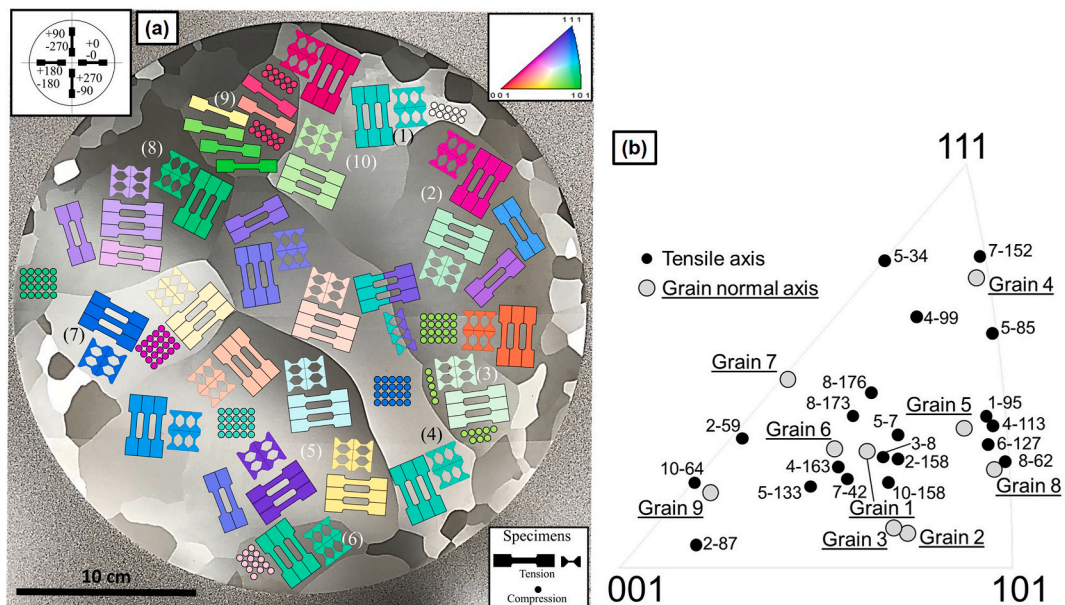 (a)
+90
-270
+0
-0
+180
-180
+270
-90
111
001
101
(9)
(1)
(10)
(8)
(2)
(7)
(3)
(4)
(5)
(6)
10 cm
Specimens
Tension
Compression
(b)
111
Tensile axis
Grain normal axis
5-34
7-152
Grain 4
4-99
5-85
Grain 7
8-176
8-173
Grain 5
1-95
2-59
5-7
4-113
Grain 6
3-8
6-127
10-64
4-163
2-158
8-62
5-133
7-42
10-158
Grain 8
Grain 9
Grain 1
Grain 3
Grain 2
2-87
001
101